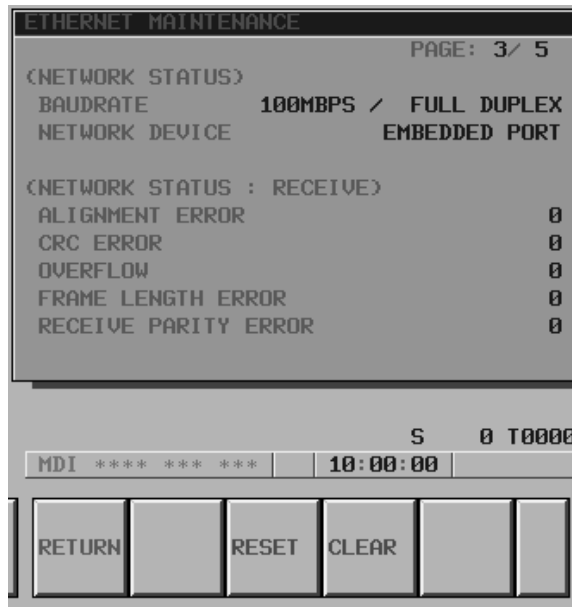 ETHERNET MAINTENANCE
PAGE: 3/ 5
(NETWORK STATUS)
BAUDRATE 100MBPS / FULL DUPLEX
NETWORK DEVICE EMBEDDED PORT
(NETWORK STATUS : RECEIVE)
ALIGNMENT ERROR 0
CRC ERROR 0
OVERFLOW 0
FRAME LENGTH ERROR 0
RECEIVE PARITY ERROR 0
S 0 T0000
MDI **** *** *** 10:00:00
RETURN RESET CLEAR